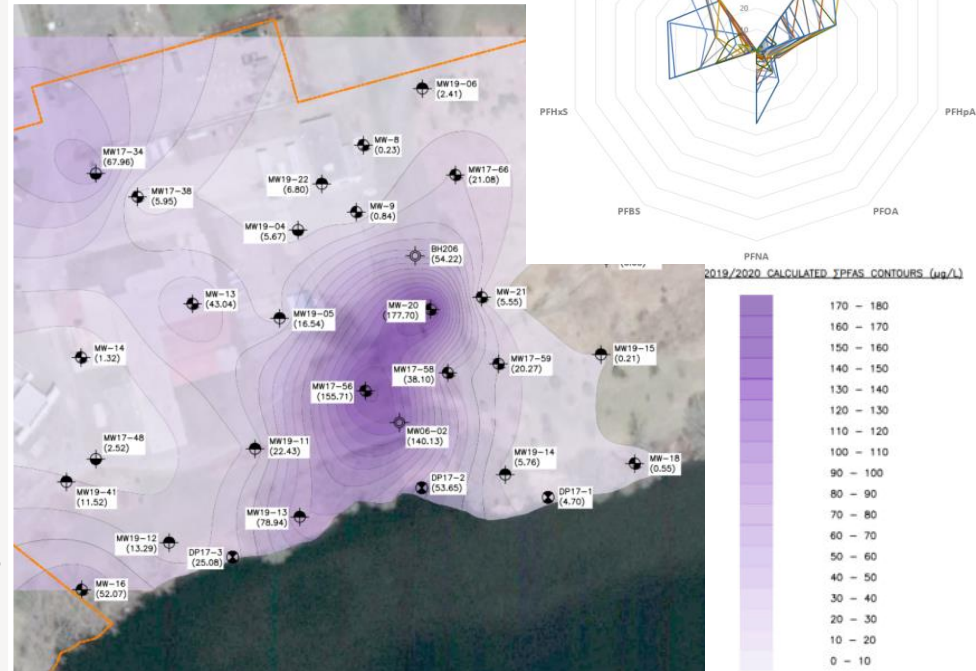 20
PFHxS
PFHpA
PFBS
PFOA
PFNA
MW19-06
(2.41)
MW-8
(0.23)
MW17-34
(67.96)
MW17-66
(21.08)
MW19-22
(6.80)
MW17-38
(5.95)
MW-9
(0.84)
MW19-04
(5.67)
BH206
(54.22)
2019/2020 CALCULATED ΣPFAS CONTOURS (µg/L)
MW-13
(43.04)
MW-21
(5.55)
MW-20
(177.70)
MW19-05
(16.54)
MW-14
(1.32)
MW19-15
(0.21)
MW17-59
(20.27)
MW17-58
(38.10)
MW17-56
(155.71)
MW06-02
(140.13)
MW17-48
(2.52)
MW19-11
(22.43)
MW19-14
(5.76)
MW-18
(0.55)
MW19-41
(11.52)
DP17-2
(53.65)
DP17-1
(4.70)
MW19-13
(78.94)
MW19-12
(13.29)
DP17-3
(25.08)
MW-16
(52.07)
170 – 180
160 – 170
150 – 160
140 – 150
130 – 140
120 – 130
110 – 120
100 – 110
90 – 100
80 – 90
70 – 80
60 – 70
50 – 60
40 – 50
30 – 40
20 – 30
10 – 20
0 – 10